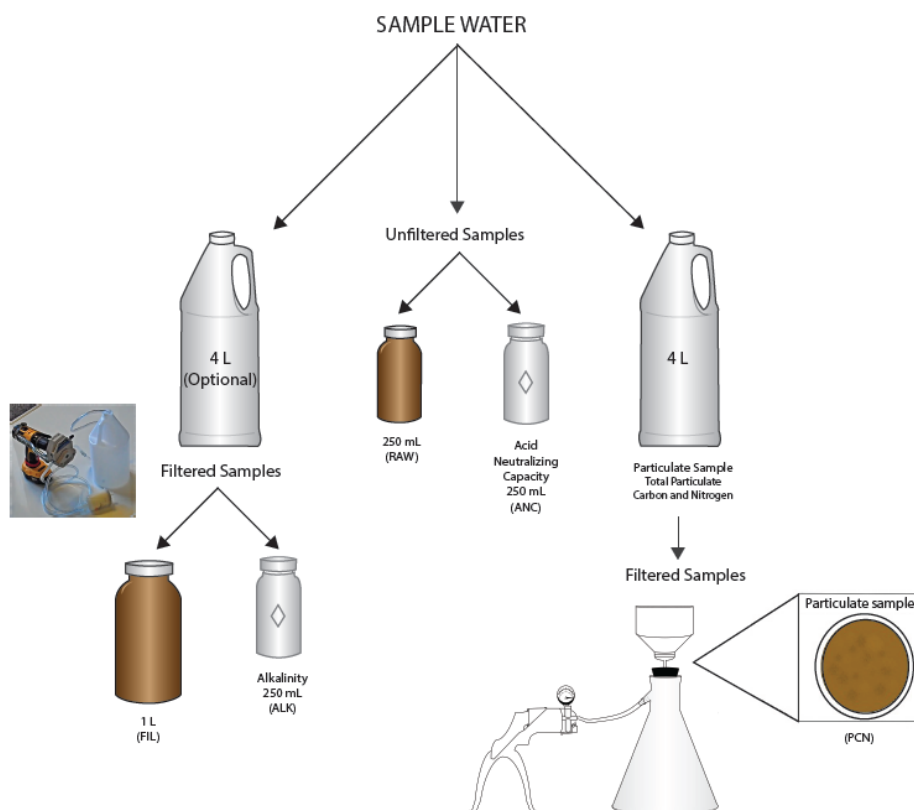 SAMPLE WATER
4 L
(Optional)
Filtered Samples
1 L
(FIL)
Alkalinity
250 mL
(ALK)
Unfiltered Samples
250 mL
(RAW)
Acid
Neutralizing
Capacity
250 mL
(ANC)
4 L
Particulate Sample
Total Particulate
Carbon and Nitrogen
Filtered Samples
Particulate sample
(PCN)